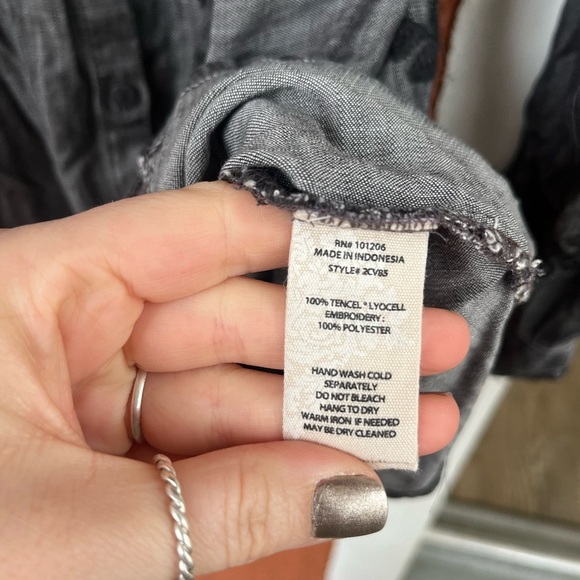 RN# 101206
MADE IN INDONESIA
STYLE# 2CV85
100% TENCEL*LYOCELL
EMBROIDERY:
100% POLYESTER
HAND WASH COLD
SEPARATELY
DO NOT BLEACH
HANG TO DRY
WARM IRON IF NEEDED
MAY BE DRY CLEANED